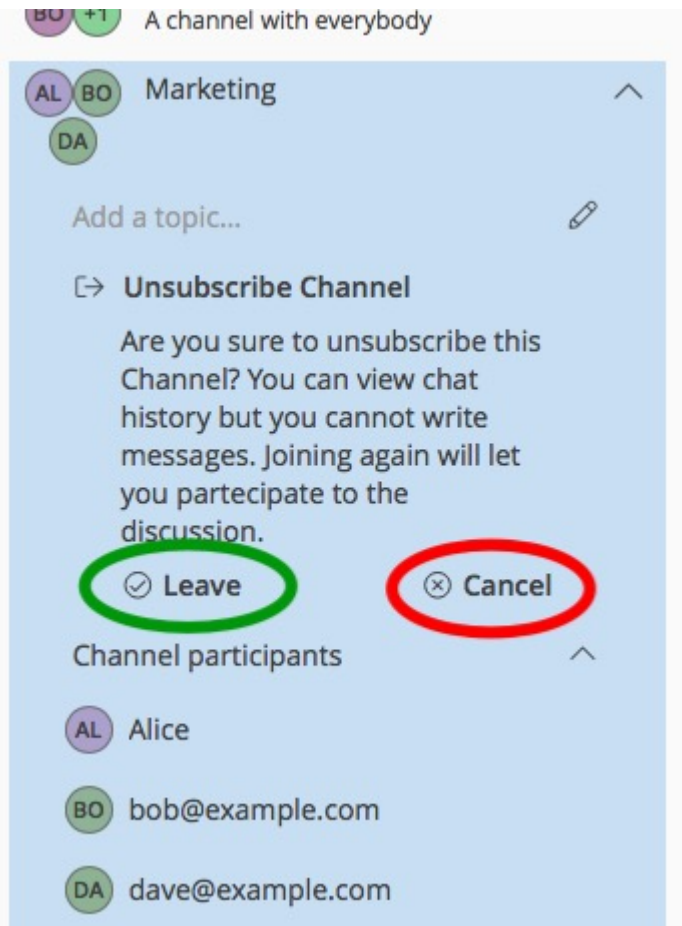 BO +1 A channel with everybody
AL BO Marketing
DA
Add a topic...
Unsubscribe Channel
Are you sure to unsubscribe this
Channel? You can view chat
history but you cannot write
messages. Joining again will let
you partecipate to the
discussion.
Leave Cancel
Channel participants
AL Alice
BO bob@example.com
DA dave@example.com